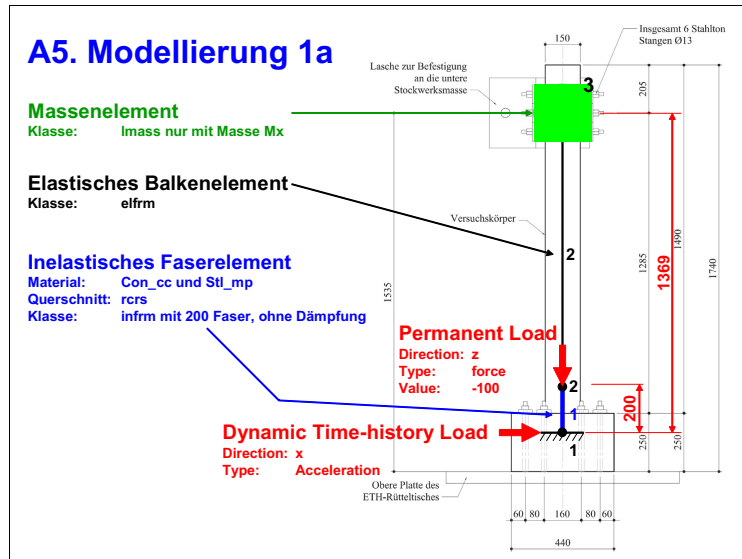 A5. Modellierung 1a
Massenelement
Klasse: lmass nur mit Masse Mx
Elastisches Balkenelement
Klasse: elfrm
Inelastisches Faserelement
Material: Con_cc und Stl_mp
Querschnitt: rcrs
Klasse: infrm mit 200 Faser, ohne Dämpfung
Permanent Load
Direction: z
Type: force
Value: -100
Dynamic Time-history Load
Direction: x
Type: Acceleration
150
Insgesamt 6 Stahlton
Stangen Ø13
Lasche zur Befestigung
an die untere
Stockwerksmasse
3
205
Versuchskörper
2
1535
1285
1369
1490
1740
2
200
1
1
250
250
Obere Platte des
ETH-Rütteltisches
60
80
160
80
60
440